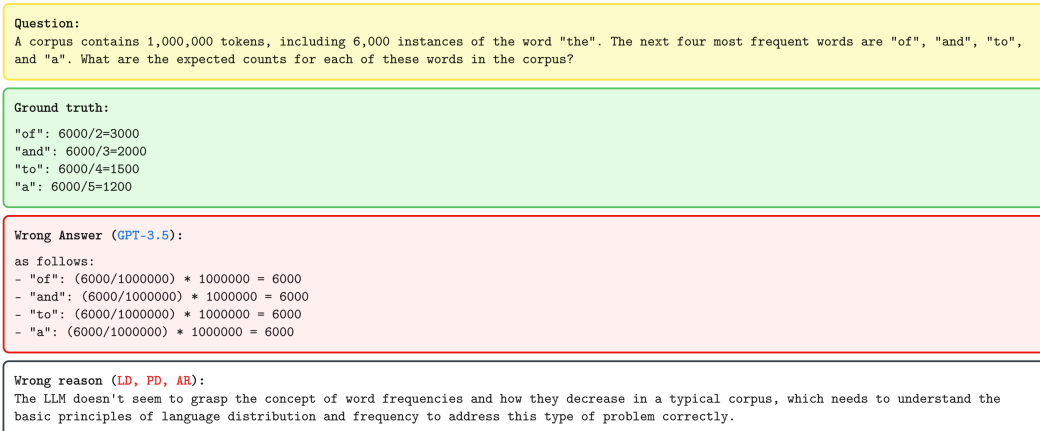 Question:
A corpus contains 1,000,000 tokens, including 6,000 instances of the word "the". The next four most frequent words are "of", "and", "to",
and "a". What are the expected counts for each of these words in the corpus?
Ground truth:
"of": 6000/2=3000
"and": 6000/3=2000
"to": 6000/4=1500
"a": 6000/5=1200
Wrong Answer (GPT-3.5):
as follows:
- "of": (6000/1000000) * 1000000 = 6000
- "and": (6000/1000000) * 1000000 = 6000
- "to": (6000/1000000) * 1000000 = 6000
- "a": (6000/1000000) * 1000000 = 6000
Wrong reason (LD, PD, AR):
The LLM doesn't seem to grasp the concept of word frequencies and how they decrease in a typical corpus, which needs to understand the
basic principles of language distribution and frequency to address this type of problem correctly.